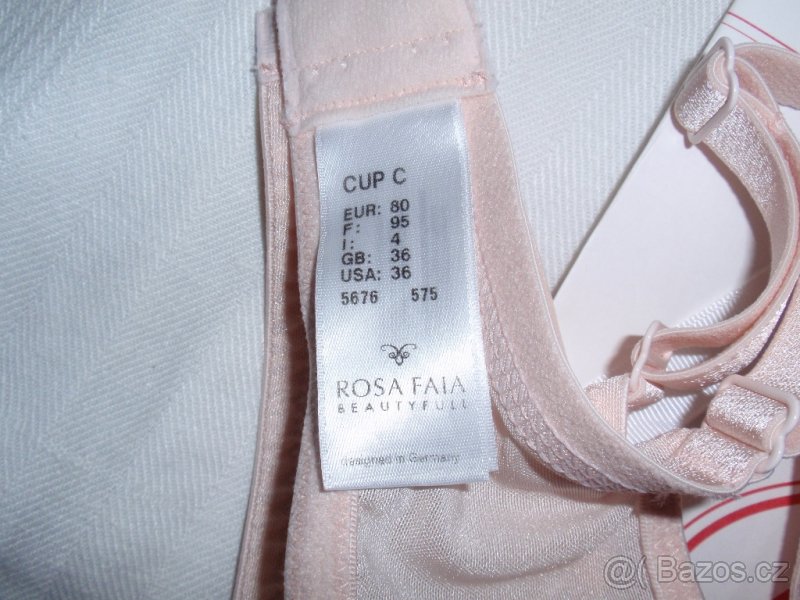 CUP C
EUR: 80
F: 95
I: 4
GB: 36
USA: 36
5676 575
ROSA FAIA
BEAUTYFULL
designed in Germany
@( Bazos.cz